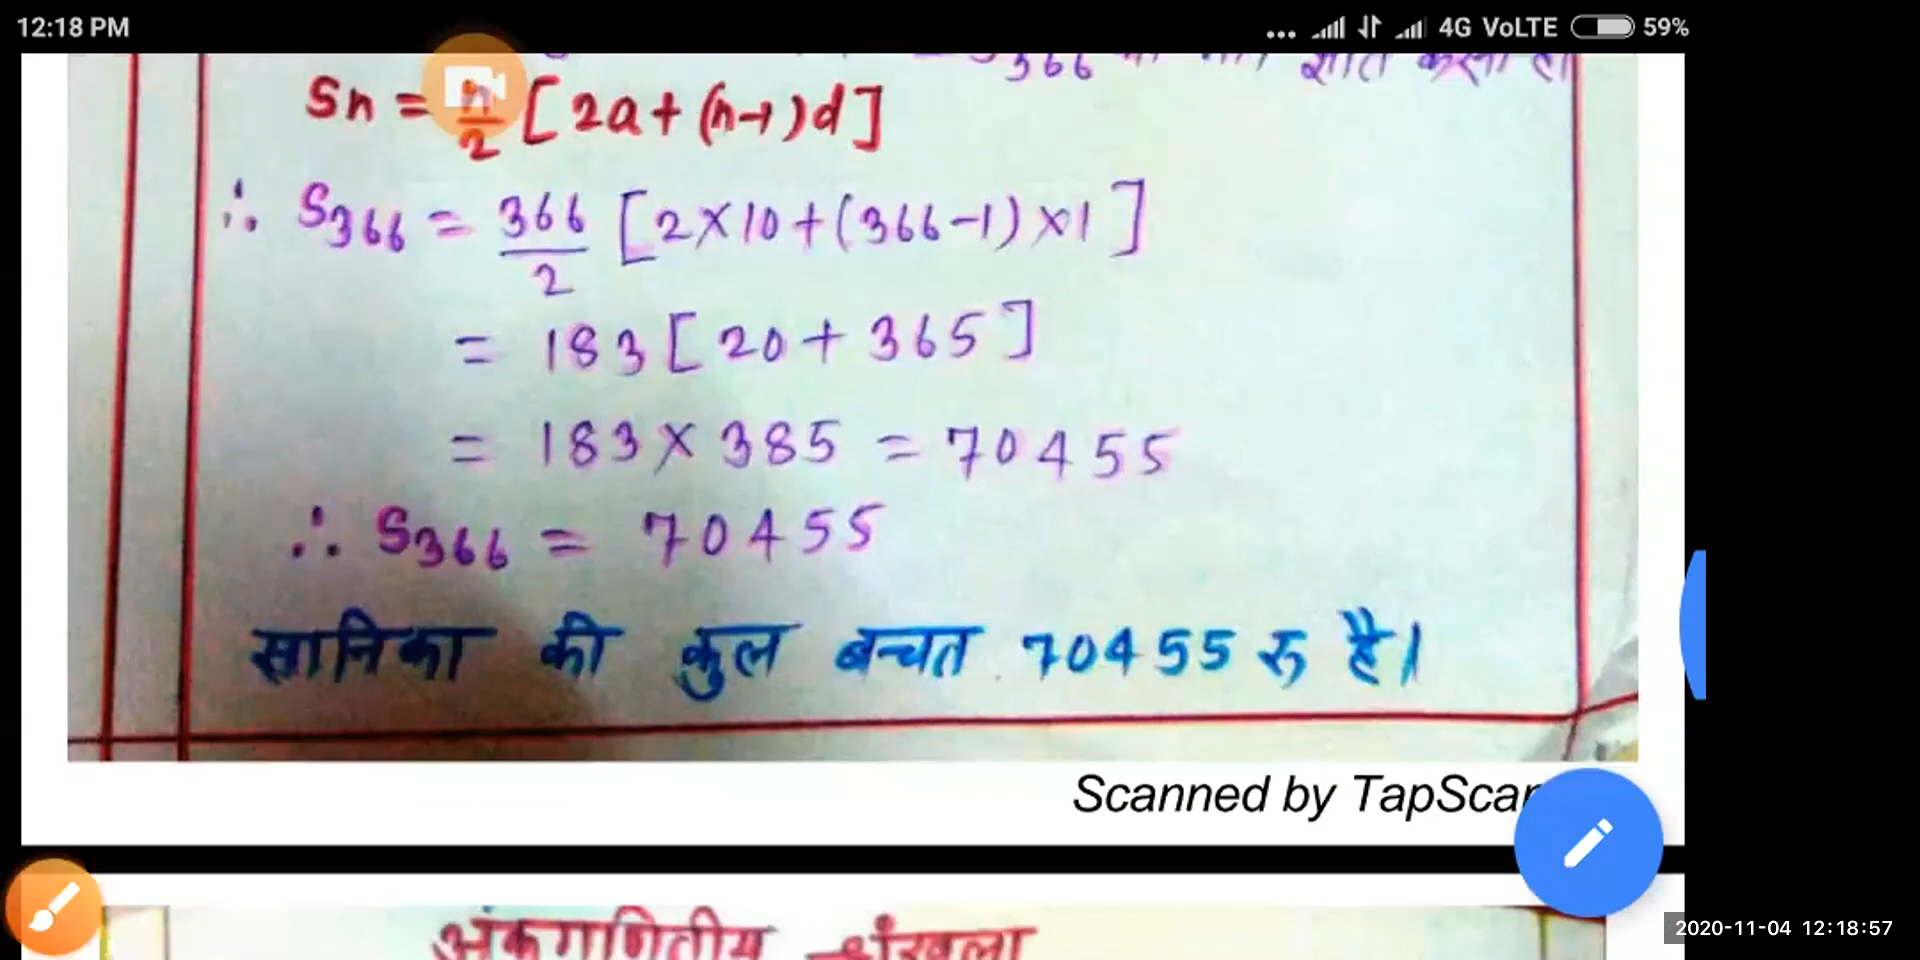 12:18 PM ... 4G VoLTE 59%
366
Sn = n/2 [2a+(n-1)d]
∴ S366 = 366/2 [2×10+(366-1)×1]
= 183[20+365]
= 183×385 = 70455
∴ S366 = 70455
सानिका की कुल बचत 70455 रु है।
Scanned by TapScan
अंकगणितीय श्रृंखला
2020-11-04 12:18:57